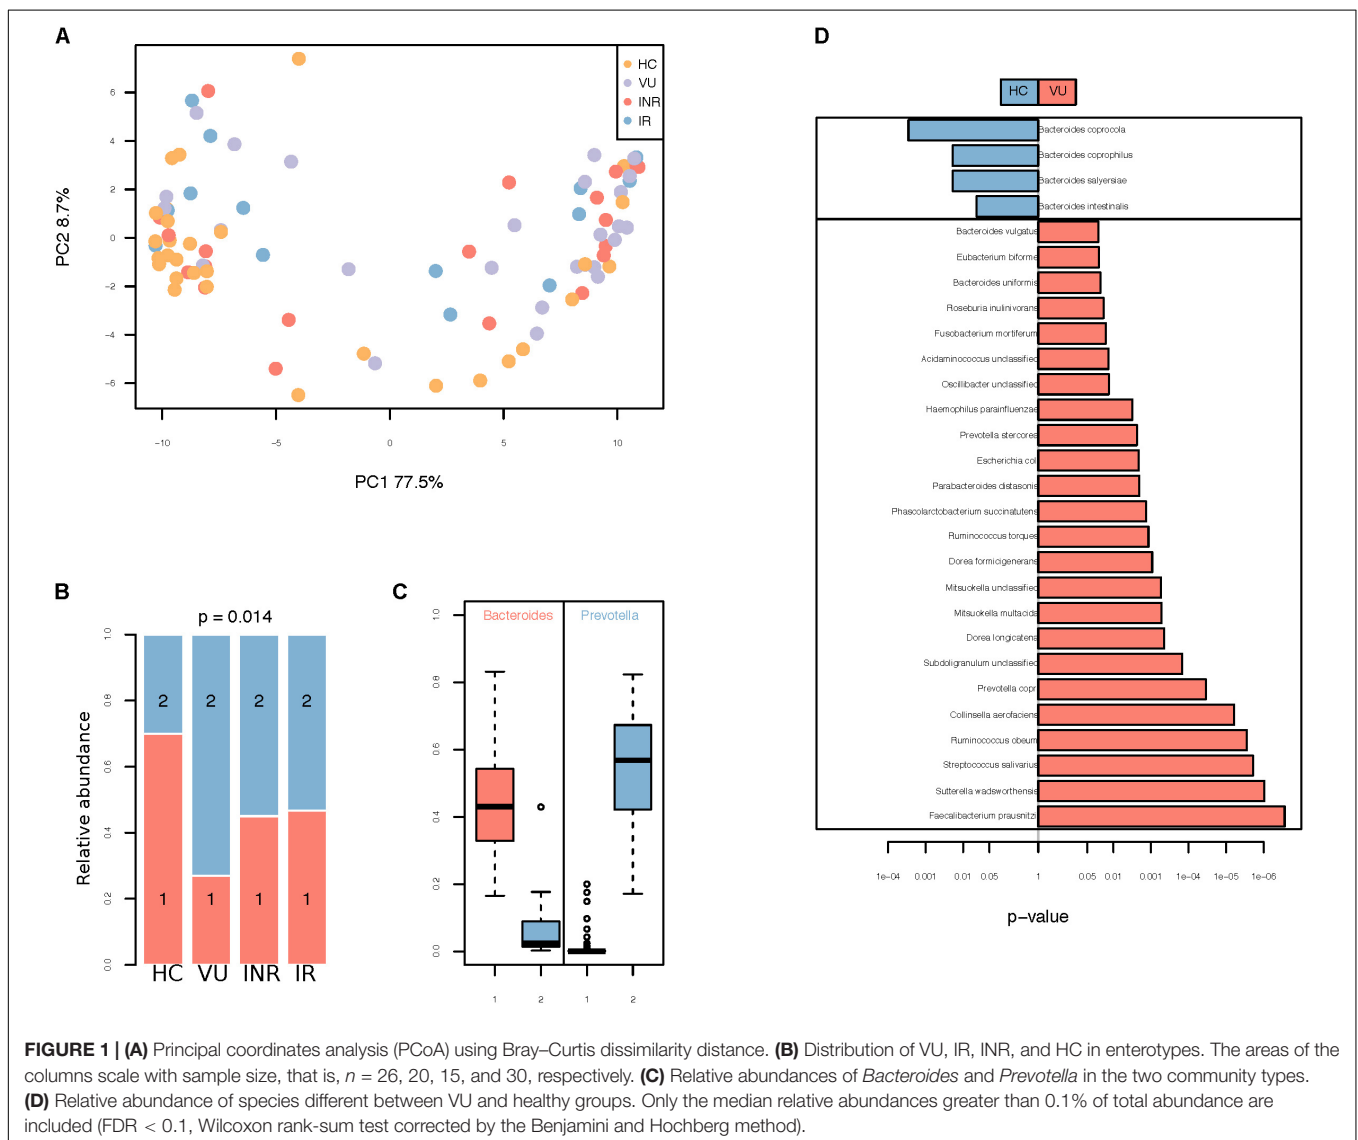 A
HC
VU
INR
IR
6
4
2
0
−2
−4
−6
PC2 8.7%
−10
−5
0
5
10
PC1 77.5%
B
p = 0.014
1.0
0.8
0.6
0.4
0.2
0.0
Relative abundance
2
2
2
2
1
1
1
1
HC
VU
INR
IR
C
Bacteroides
Prevotella
1.0
0.8
0.6
0.4
0.2
0.0
1
2
1
2
D
HC
VU
Bacteroides coprocola
Bacteroides coprophilus
Bacteroides salyersiae
Bacteroides intestinalis
Bacteroides vulgatus
Eubacterium biforme
Bacteroides uniformis
Roseburia inulinivorans
Fusobacterium mortiferum
Acidaminococcus unclassified
Oscillibacter unclassified
Haemophilus parainfluenzae
Prevotella stercorea
Escherichia col
Parabacteroides distasonis
Phascolarctobacterium succinatutens
Ruminococcus torques
Dorea formicigenerans
Mitsuokella unclassified
Mitsuokella multacida
Dorea longicatena
Subdoligranulum unclassified
Prevotella copr
Collinsella aerofaciens
Ruminococcus obeum
Streptococcus salivarius
Sutterella wadsworthensis
Faecalibacterium prausnitzi
1e−04
0.001
0.01
0.05
1
0.05
0.01
0.001
1e−04
1e−05
1e−06
p−value
FIGURE 1 | (A) Principal coordinates analysis (PCoA) using Bray–Curtis dissimilarity distance. (B) Distribution of VU, IR, INR, and HC in enterotypes. The areas of the
columns scale with sample size, that is, n = 26, 20, 15, and 30, respectively. (C) Relative abundances of Bacteroides and Prevotella in the two community types.
(D) Relative abundance of species different between VU and healthy groups. Only the median relative abundances greater than 0.1% of total abundance are
included (FDR < 0.1, Wilcoxon rank-sum test corrected by the Benjamini and Hochberg method).